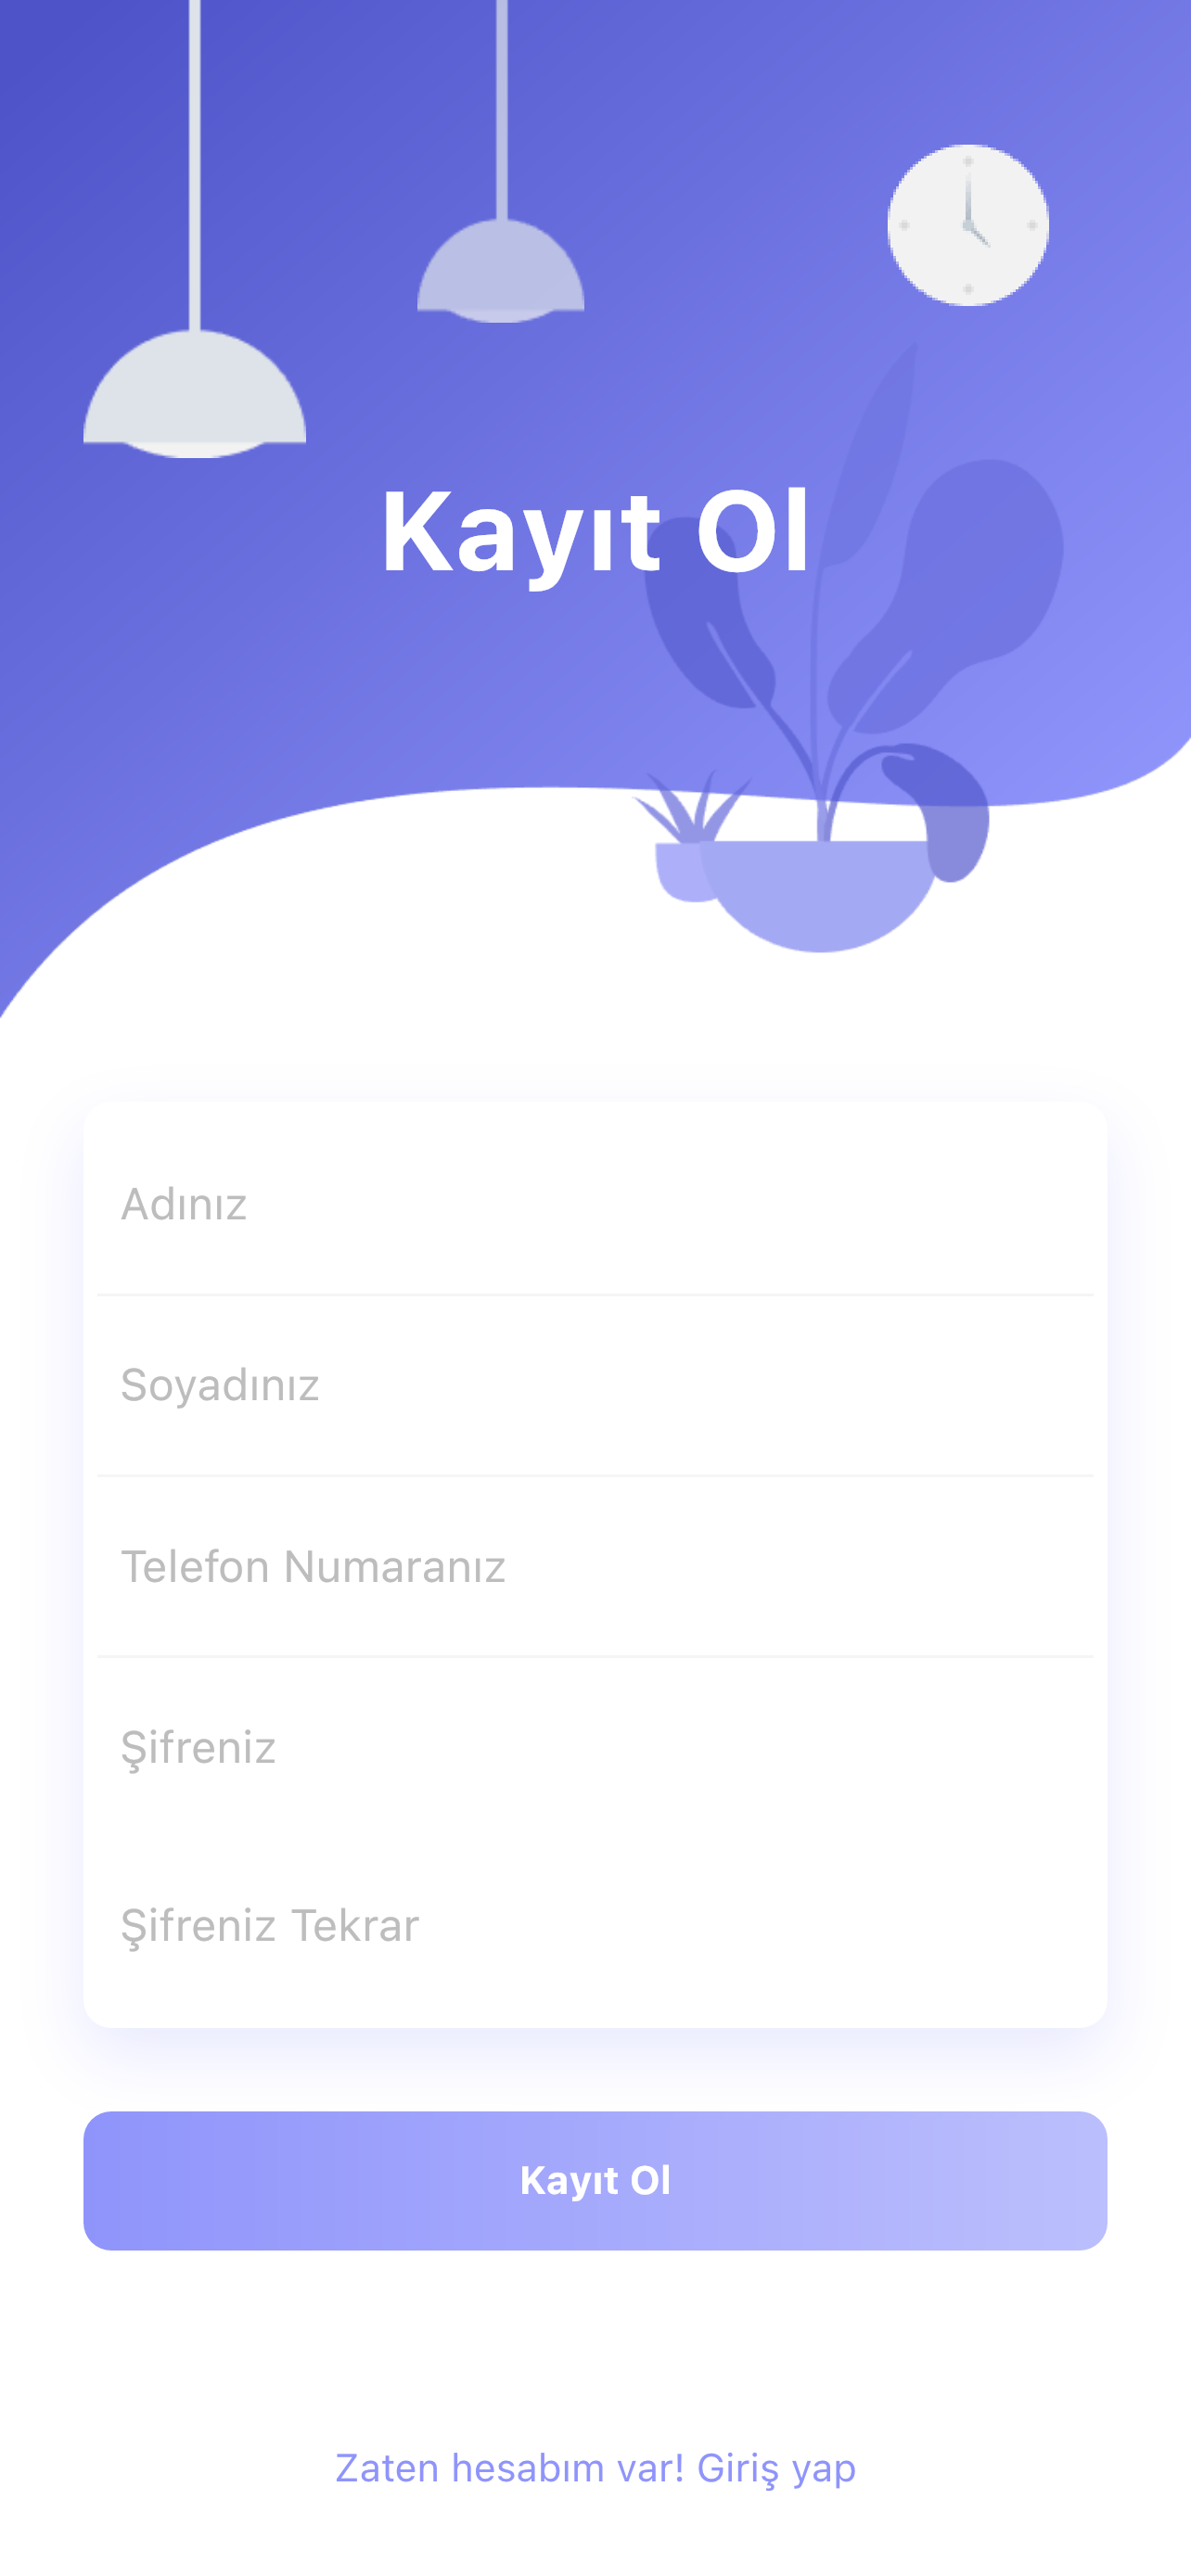 Kayıt Ol
Adınız
Soyadınız
Telefon Numaranız
Şifreniz
Şifreniz Tekrar
Kayıt Ol
Zaten hesabım var! Giriş yap